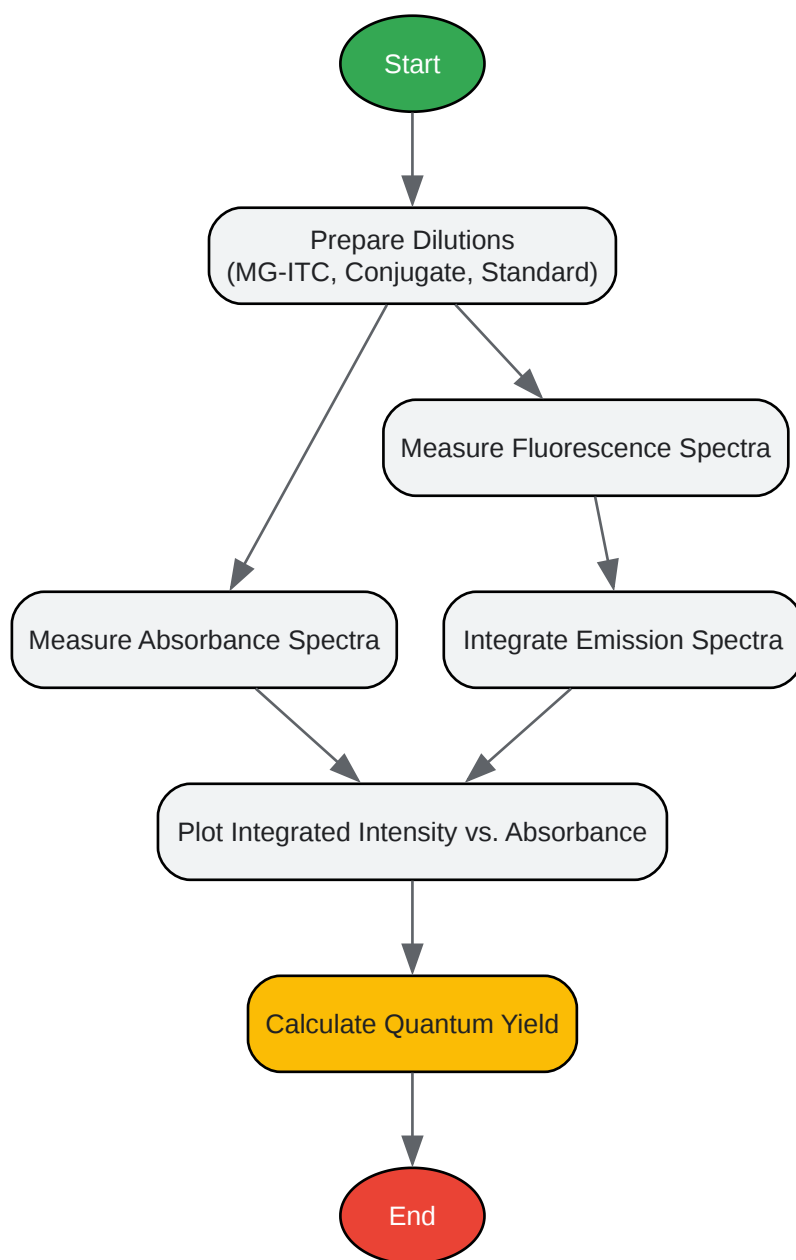 Start
Prepare Dilutions
(MG-ITC, Conjugate, Standard)
Measure Fluorescence Spectra
Measure Absorbance Spectra
Integrate Emission Spectra
Plot Integrated Intensity vs. Absorbance
Calculate Quantum Yield
End